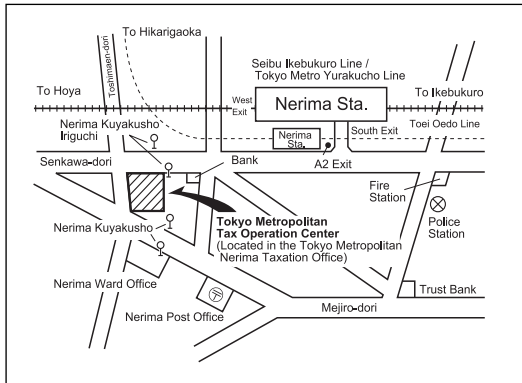 To Hikarigaoka
Toshimaen-dori
Seibu Ikebukuro Line /
Tokyo Metro Yurakucho Line
To Hoya
To Ikebukuro
West
Exit
Nerima Sta.
Nerima Kuyakusho
Iriguchi
Nerima
Sta.
South Exit
Toei Oedo Line
Senkawa-dori
Bank
A2 Exit
Fire
Station
Tokyo Metropolitan
Tax Operation Center
(Located in the Tokyo Metropolitan
Nerima Taxation Office)
Police
Station
Nerima Kuyakusho
Nerima Ward Office
Trust Bank
Nerima Post Office
Mejiro-dori